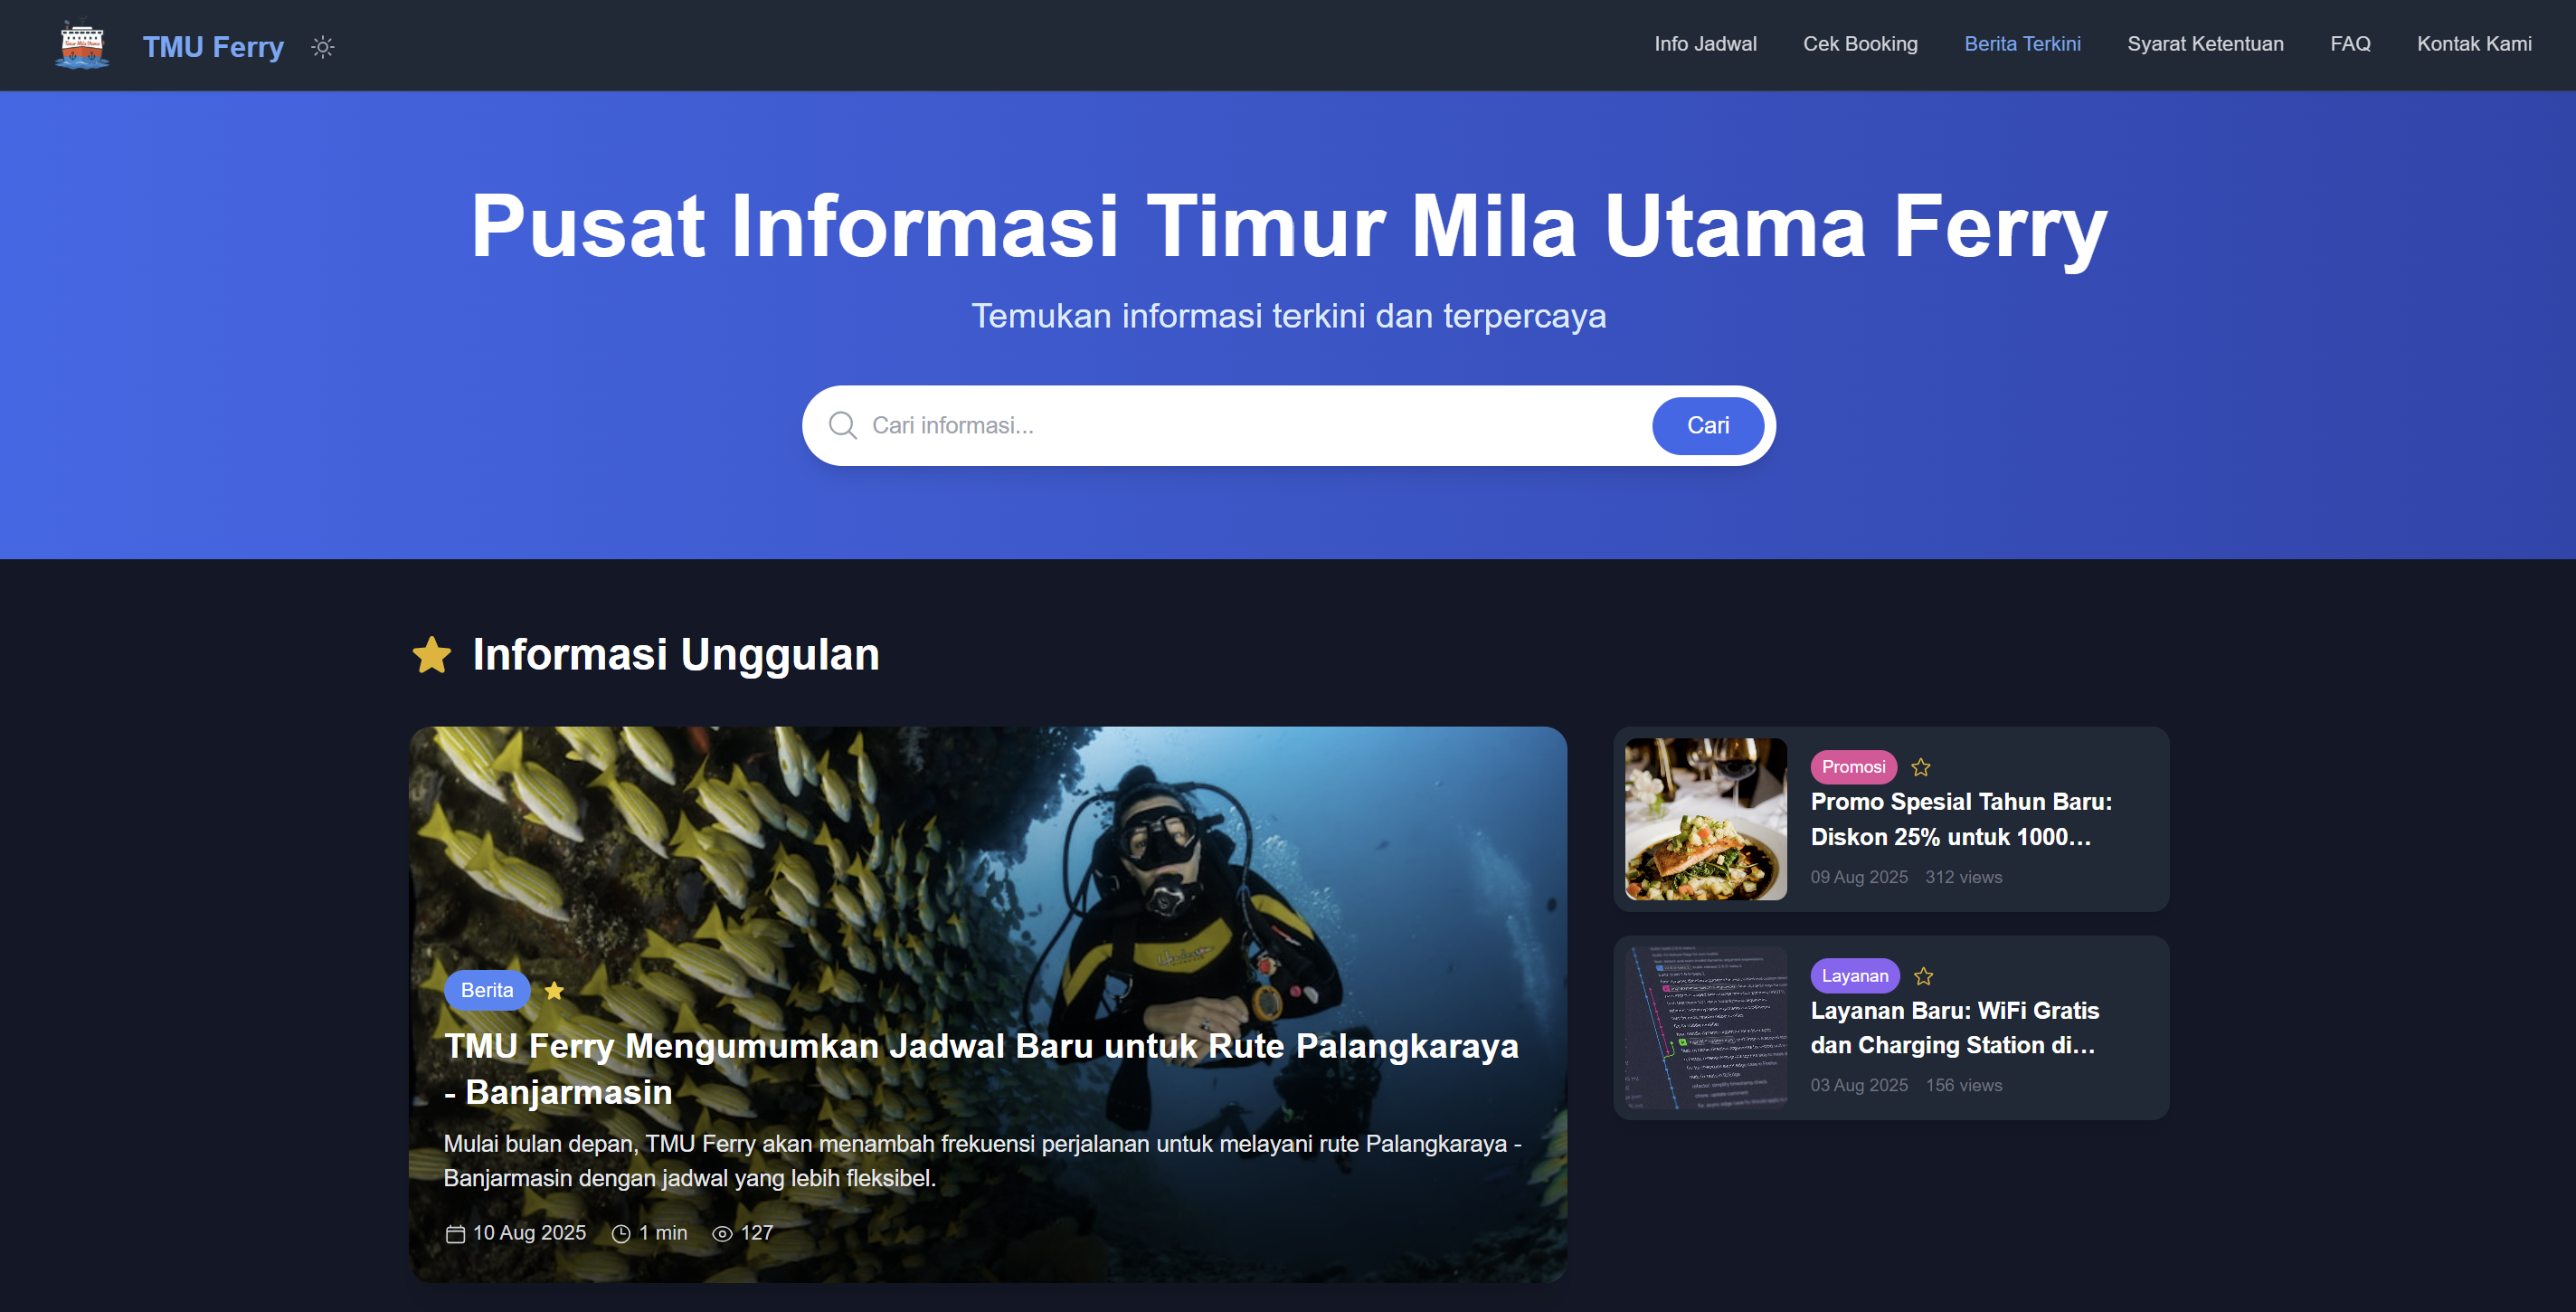 TMU Ferry
Info Jadwal
Cek Booking
Berita Terkini
Syarat Ketentuan
FAQ
Kontak Kami
Pusat Informasi Timur Mila Utama Ferry
Temukan informasi terkini dan terpercaya
Cari informasi...
Cari
Informasi Unggulan
Berita
TMU Ferry Mengumumkan Jadwal Baru untuk Rute Palangkaraya
- Banjarmasin
Mulai bulan depan, TMU Ferry akan menambah frekuensi perjalanan untuk melayani rute Palangkaraya -
Banjarmasin dengan jadwal yang lebih fleksibel.
10 Aug 2025
1 min
127
Promosi
Promo Spesial Tahun Baru:
Diskon 25% untuk 1000…
09 Aug 2025
312 views
Layanan
Layanan Baru: WiFi Gratis
dan Charging Station di…
03 Aug 2025
156 views